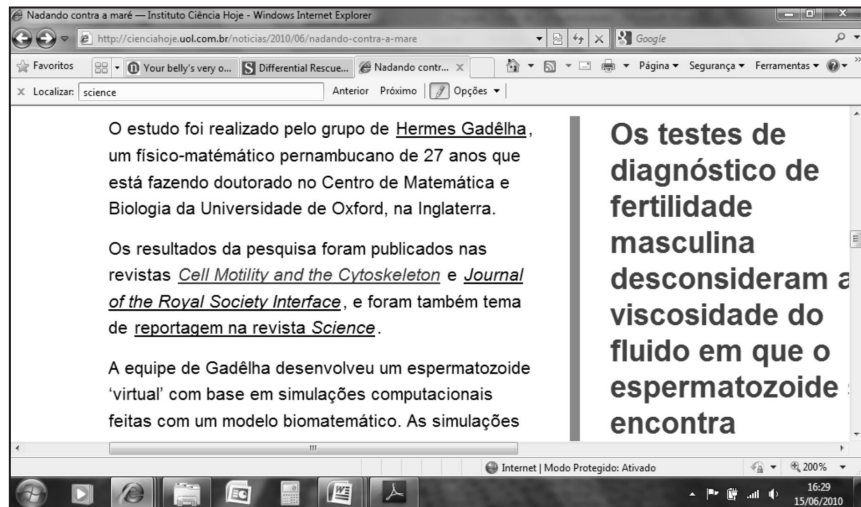 Nadando contra a maré — Instituto Ciência Hoje - Windows Internet Explorer
http://cienciahoje.uol.com.br/noticias/2010/06/nadando-contra-a-mare
Google
Favoritos
Your belly's very o...
Differential Rescue...
Nadando contr...
Página
Segurança
Ferramentas
Localizar: science
Anterior Próximo
Opções
O estudo foi realizado pelo grupo de Hermes Gadêlha,
um físico-matématico pernambucano de 27 anos que
está fazendo doutorado no Centro de Matemática e
Biologia da Universidade de Oxford, na Inglaterra.
Os resultados da pesquisa foram publicados nas
revistas Cell Motility and the Cytoskeleton e Journal
of the Royal Society Interface, e foram também tema
de reportagem na revista Science.
A equipe de Gadêlha desenvolveu um espermatozoide
'virtual' com base em simulações computacionais
feitas com um modelo biomatemático. As simulações
Os testes de
diagnóstico de
fertilidade
masculina
desconsideram a
viscosidade do
fluido em que o
espermatozoide
encontra
Internet | Modo Protegido: Ativado
200%
16:29
15/06/2010